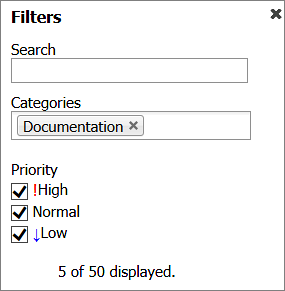 Filters
Search
Categories
Documentation
Priority
!High
Normal
↓Low
5 of 50 displayed.